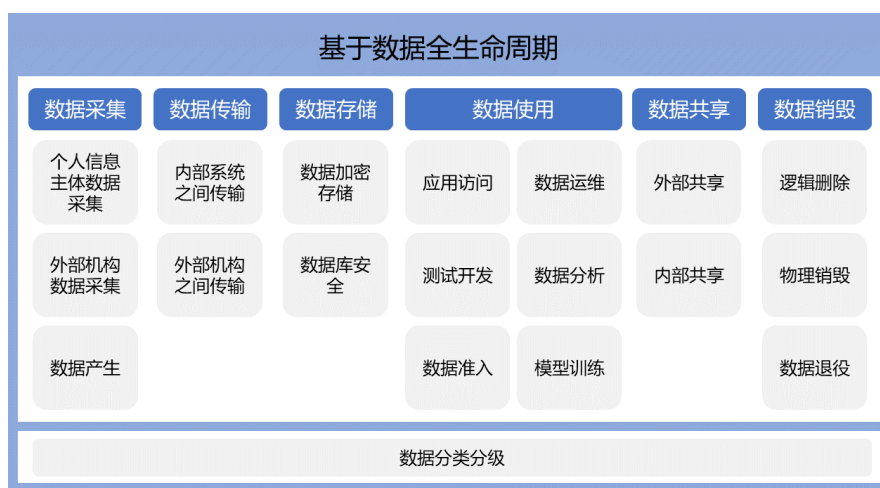 基于数据全生命周期
数据采集
数据传输
数据存储
数据使用
数据共享
数据销毁
个人信息
主体数据
采集
内部系统
之间传输
数据加密
存储
应用访问
数据运维
外部共享
逻辑删除
外部机构
数据采集
外部机构
之间传输
数据库安
全
测试开发
数据分析
内部共享
物理销毁
数据产生
数据准入
模型训练
数据退役
数据分类分级